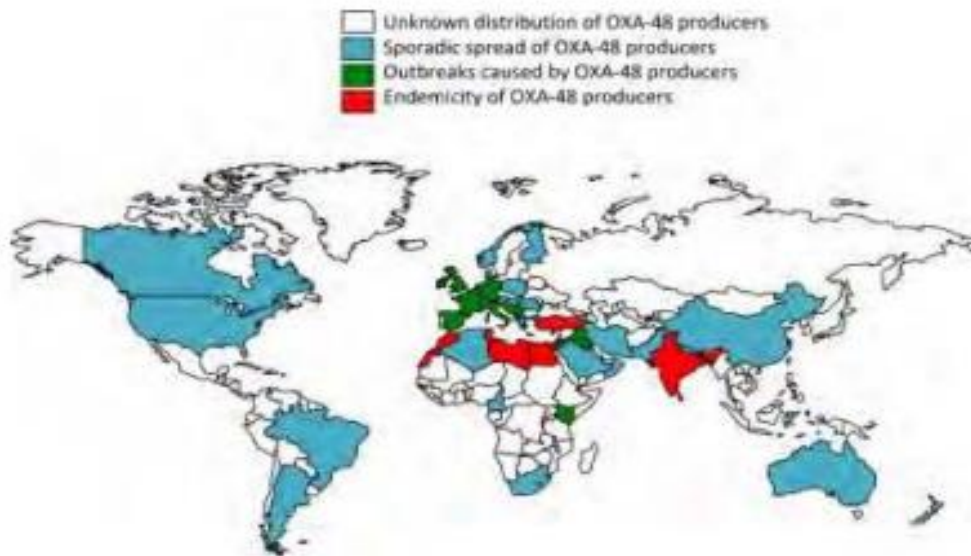 Unknown distribution of OXA-48 producers
Sporadic spread of OXA-48 producers
Outbreaks caused by OXA-48 producers
Endemicity of OXA-48 producers